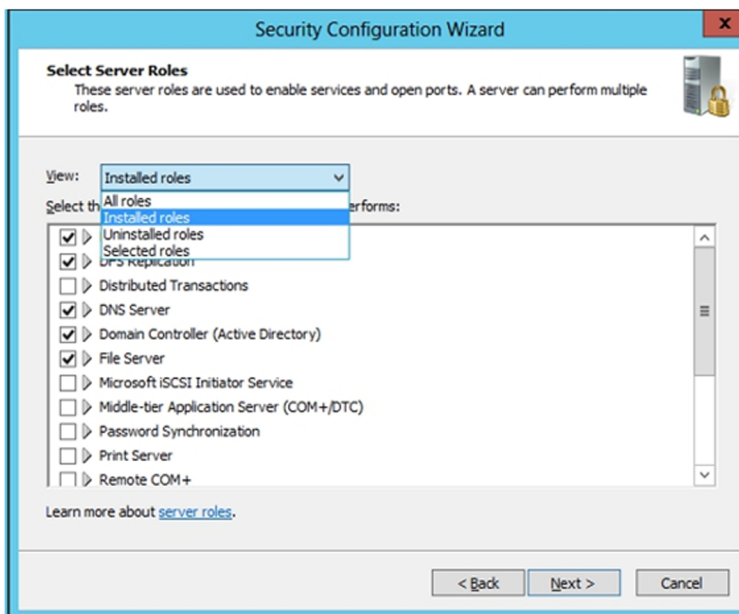 Security Configuration Wizard
x
Select Server Roles
These server roles are used to enable services and open ports. A server can perform multiple
roles.
View:
Installed roles
All roles
Select th
erforms:
Installed roles
Uninstalled roles
Selected roles
DFS Replication
Distributed Transactions
DNS Server
Domain Controller (Active Directory)
File Server
Microsoft iSCSI Initiator Service
Middle-tier Application Server (COM+/DTC)
Password Synchronization
Print Server
Remote COM+
Learn more about server roles.
< Back
Next >
Cancel